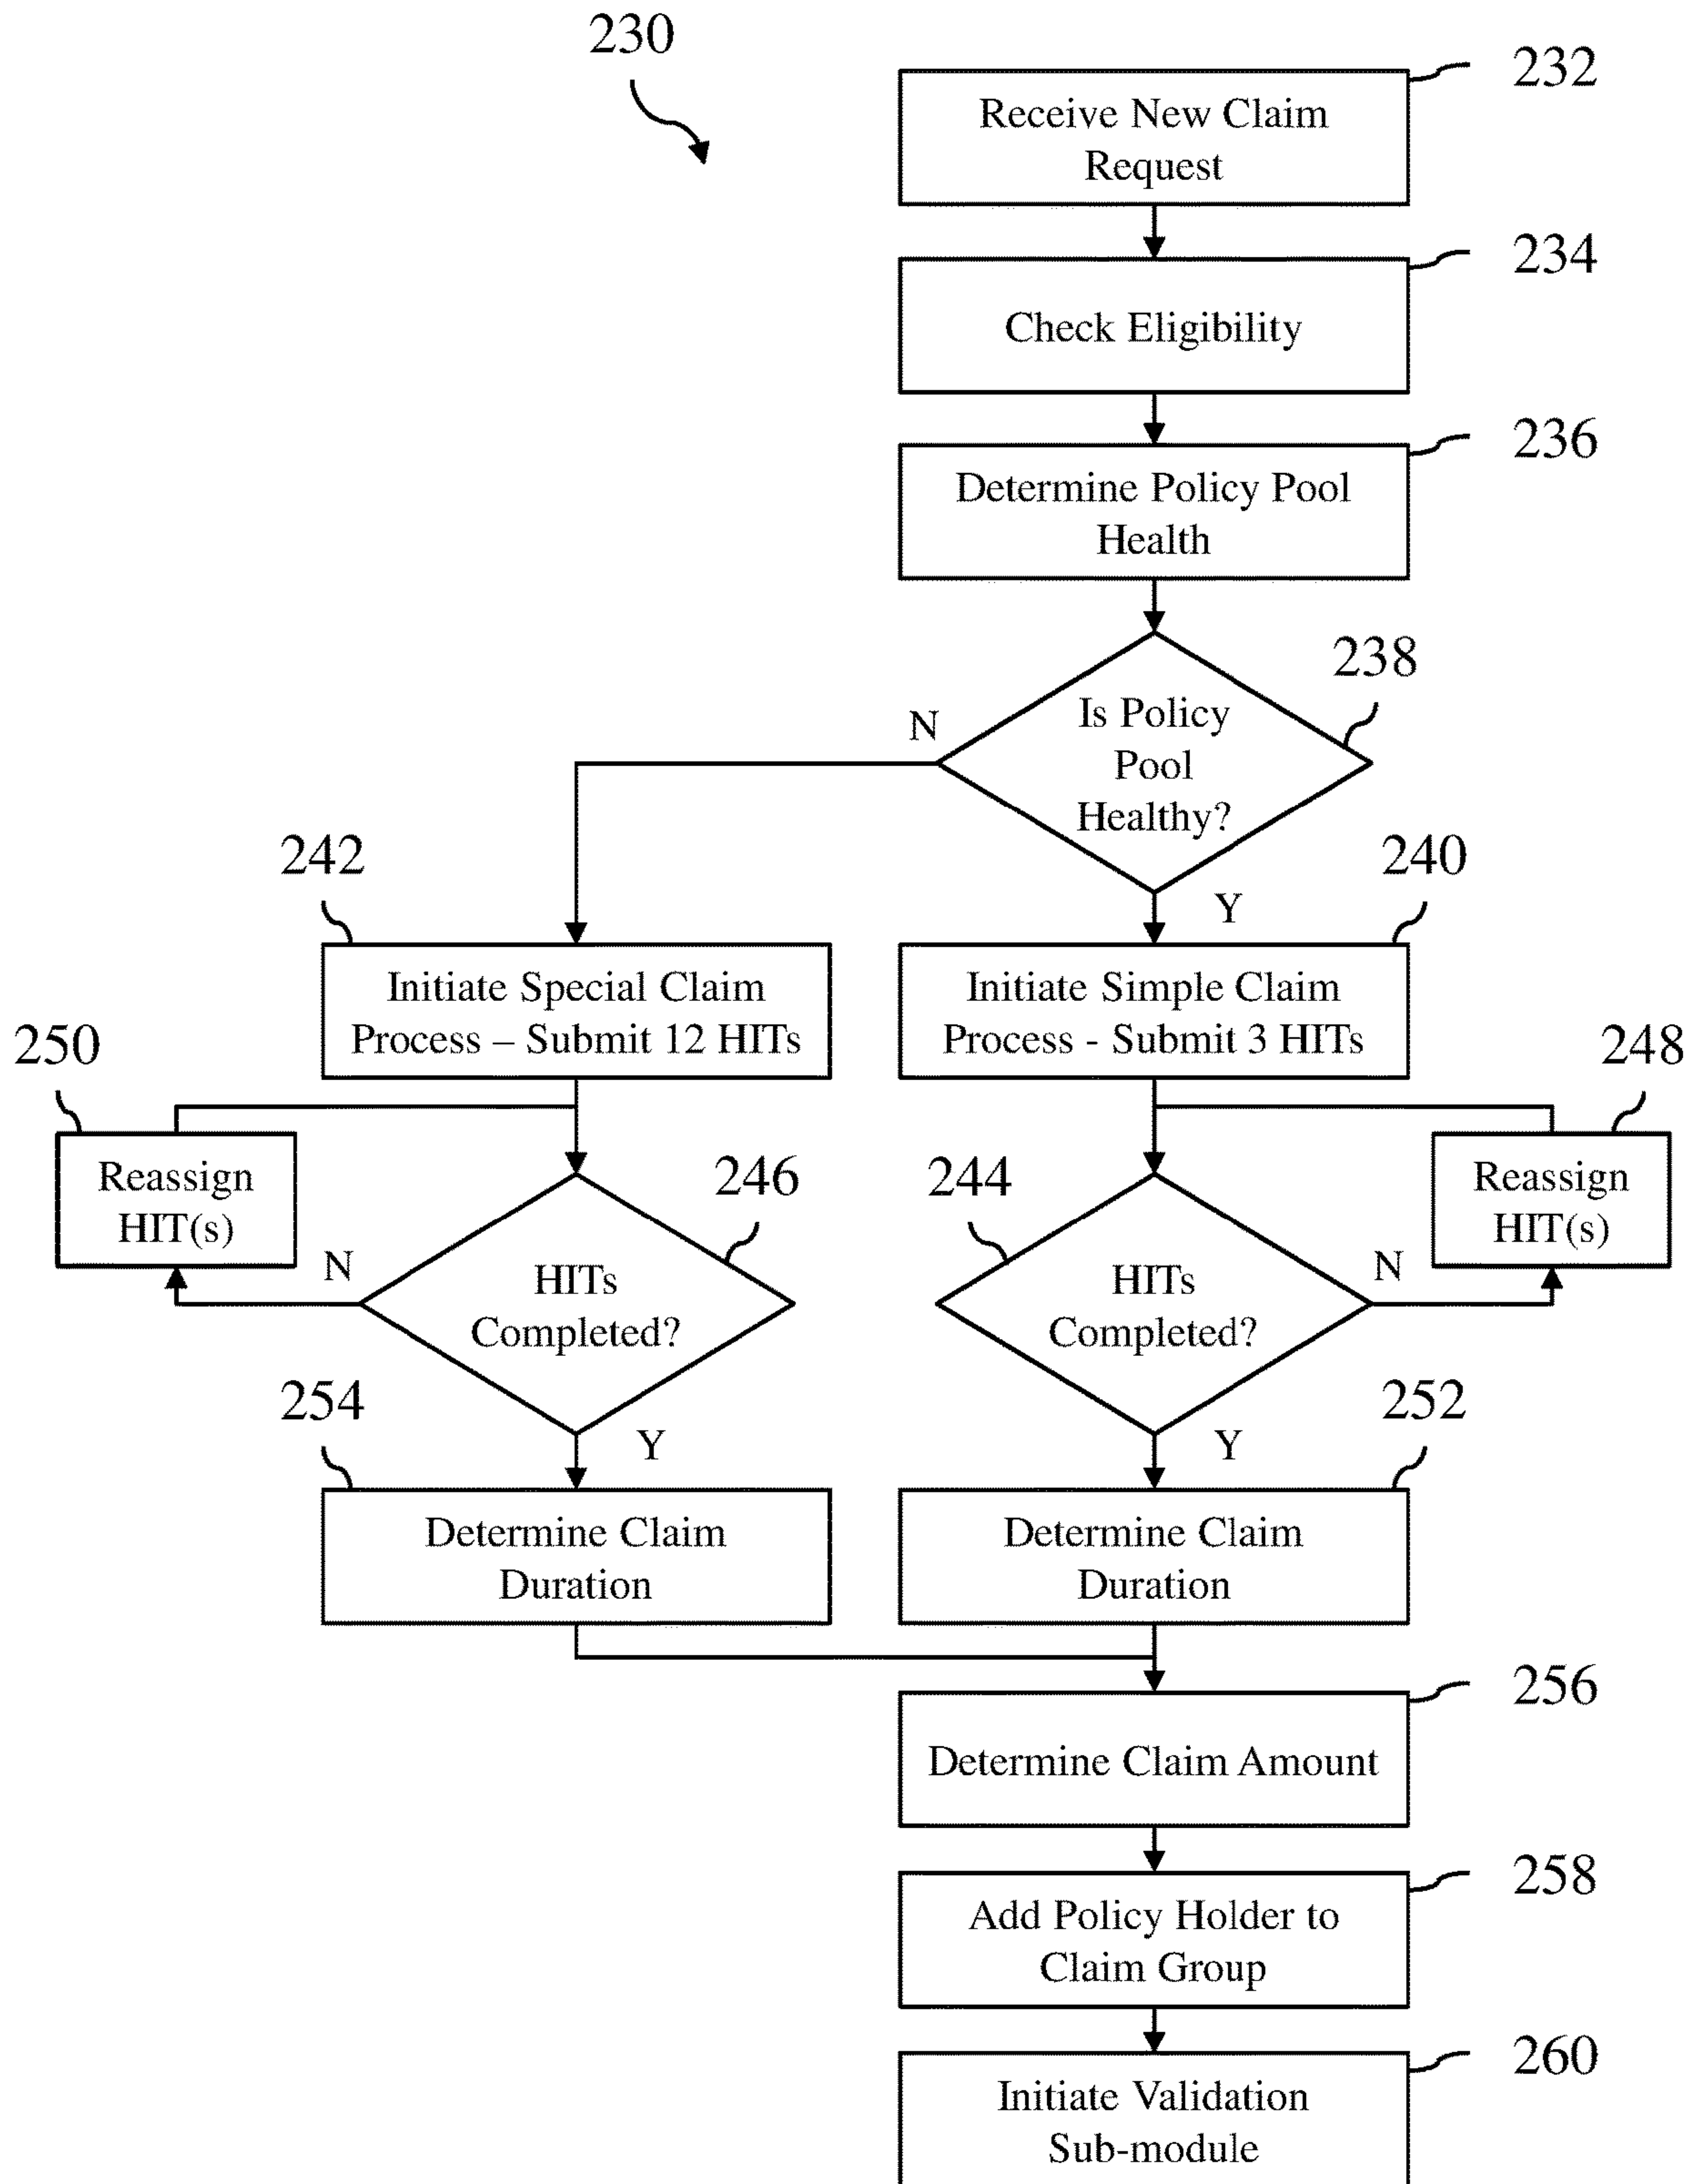 230
232
Receive New Claim
Request
234
Check Eligibility
236
Determine Policy Pool
Health
238
Is Policy
Pool
Healthy?
N
Y
242
Initiate Special Claim
Process – Submit 12 HITs
240
Initiate Simple Claim
Process - Submit 3 HITs
250
Reassign
HIT(s)
N
246
HITs
Completed?
Y
244
HITs
Completed?
Y
N
248
Reassign
HIT(s)
254
Determine Claim
Duration
252
Determine Claim
Duration
256
Determine Claim Amount
258
Add Policy Holder to
Claim Group
260
Initiate Validation
Sub-module